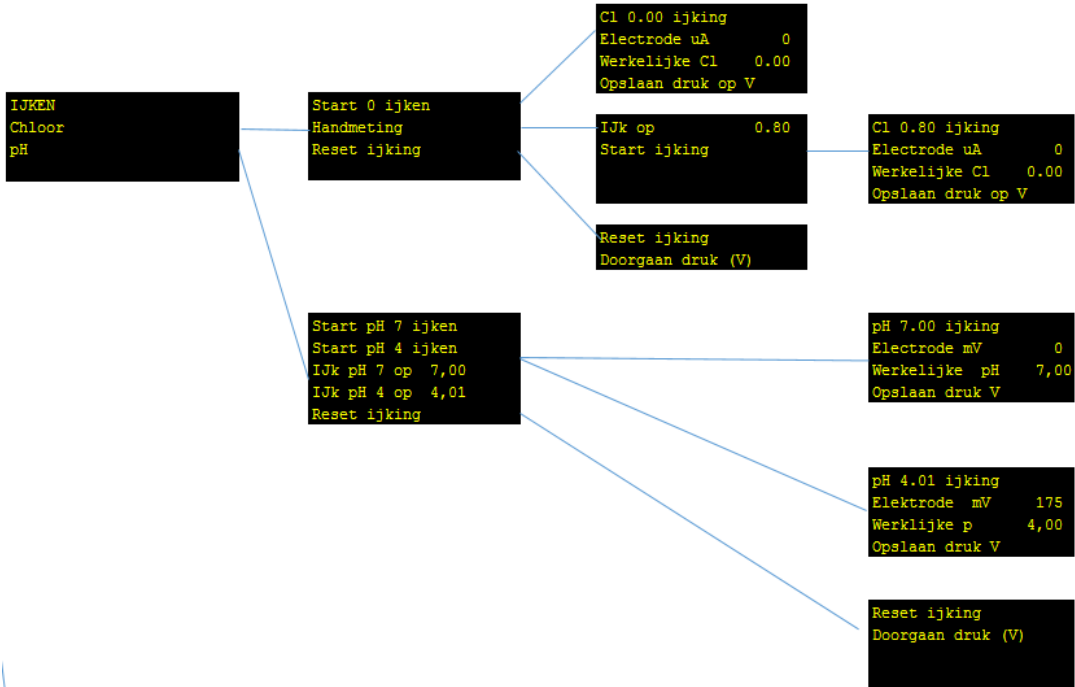 IJKEN
Chloor
pH
Start 0 ijken
Handmeting
Reset ijking
Cl 0.00 ijking
Electrode uA 0
Werkelijke Cl 0.00
Opslaan druk op V
IJk op 0.80
Start ijking
Cl 0.80 ijking
Electrode uA 0
Werkelijke Cl 0.00
Opslaan druk op V
Reset ijking
Doorgaan druk (V)
Start pH 7 ijken
Start pH 4 ijken
IJk pH 7 op 7,00
IJk pH 4 op 4,01
Reset ijking
pH 7.00 ijking
Electrode mV 0
Werkelijke pH 7,00
Opslaan druk V
pH 4.01 ijking
Elektrode mV 175
Werklijke p 4,00
Opslaan druk V
Reset ijking
Doorgaan druk (V)